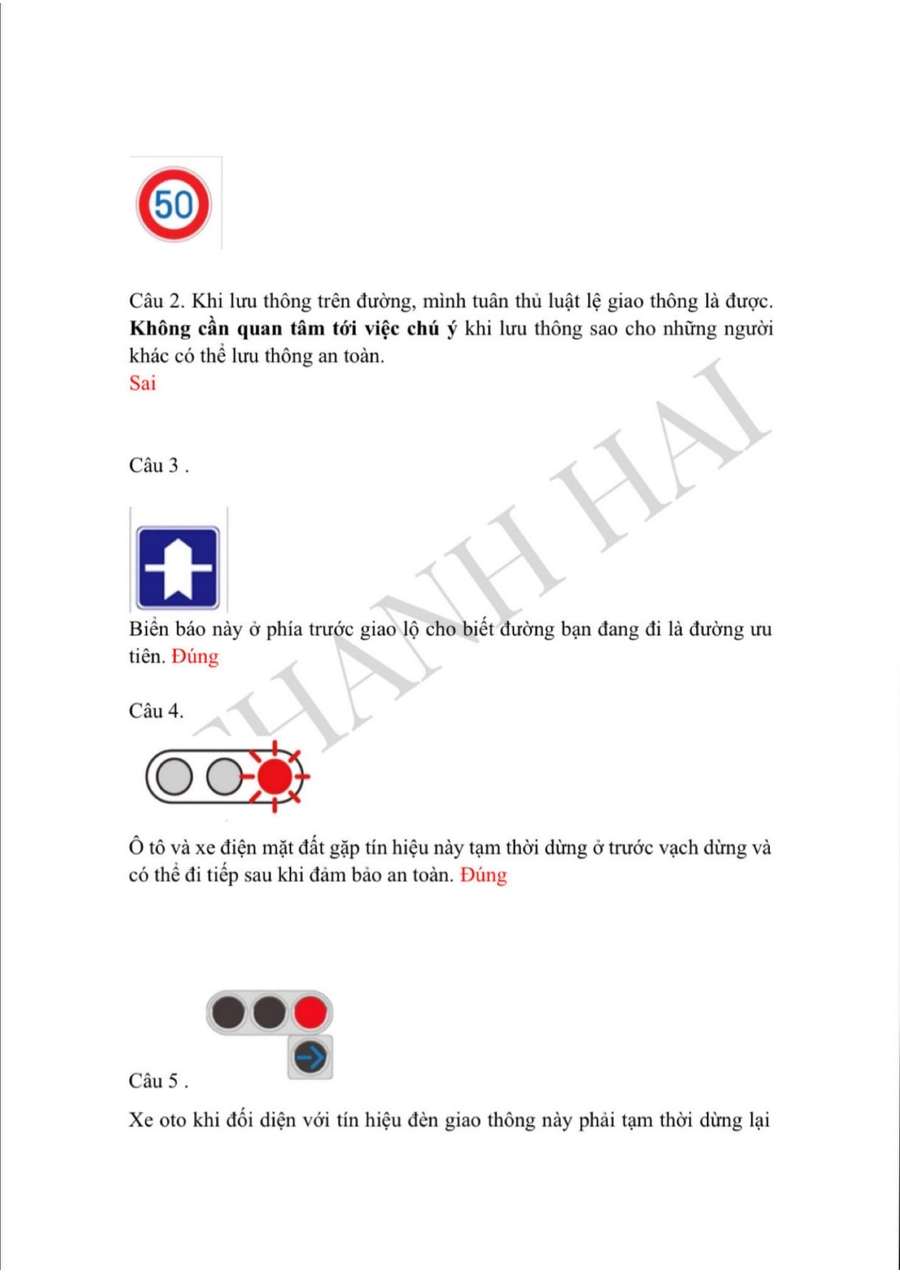 50
Câu 2. Khi lưu thông trên đường, mình tuân thủ luật lệ giao thông là được.
Không cần quan tâm tới việc chú ý khi lưu thông sao cho những người
khác có thể lưu thông an toàn.
Sai
Câu 3 .
Biển báo này ở phía trước giao lộ cho biết đường bạn đang đi là đường ưu
tiên. Đúng
THANH HAI
Câu 4.
Ô tô và xe điện mặt đất gặp tín hiệu này tạm thời dừng ở trước vạch dừng và
có thể đi tiếp sau khi đảm bảo an toàn. Đúng
Câu 5 .
Xe oto khi đối diện với tín hiệu đèn giao thông này phải tạm thời dừng lại